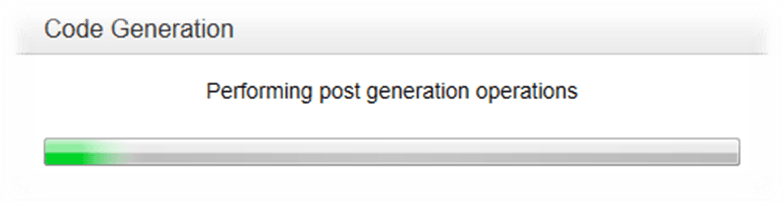 Code Generation
Performing post generation operations